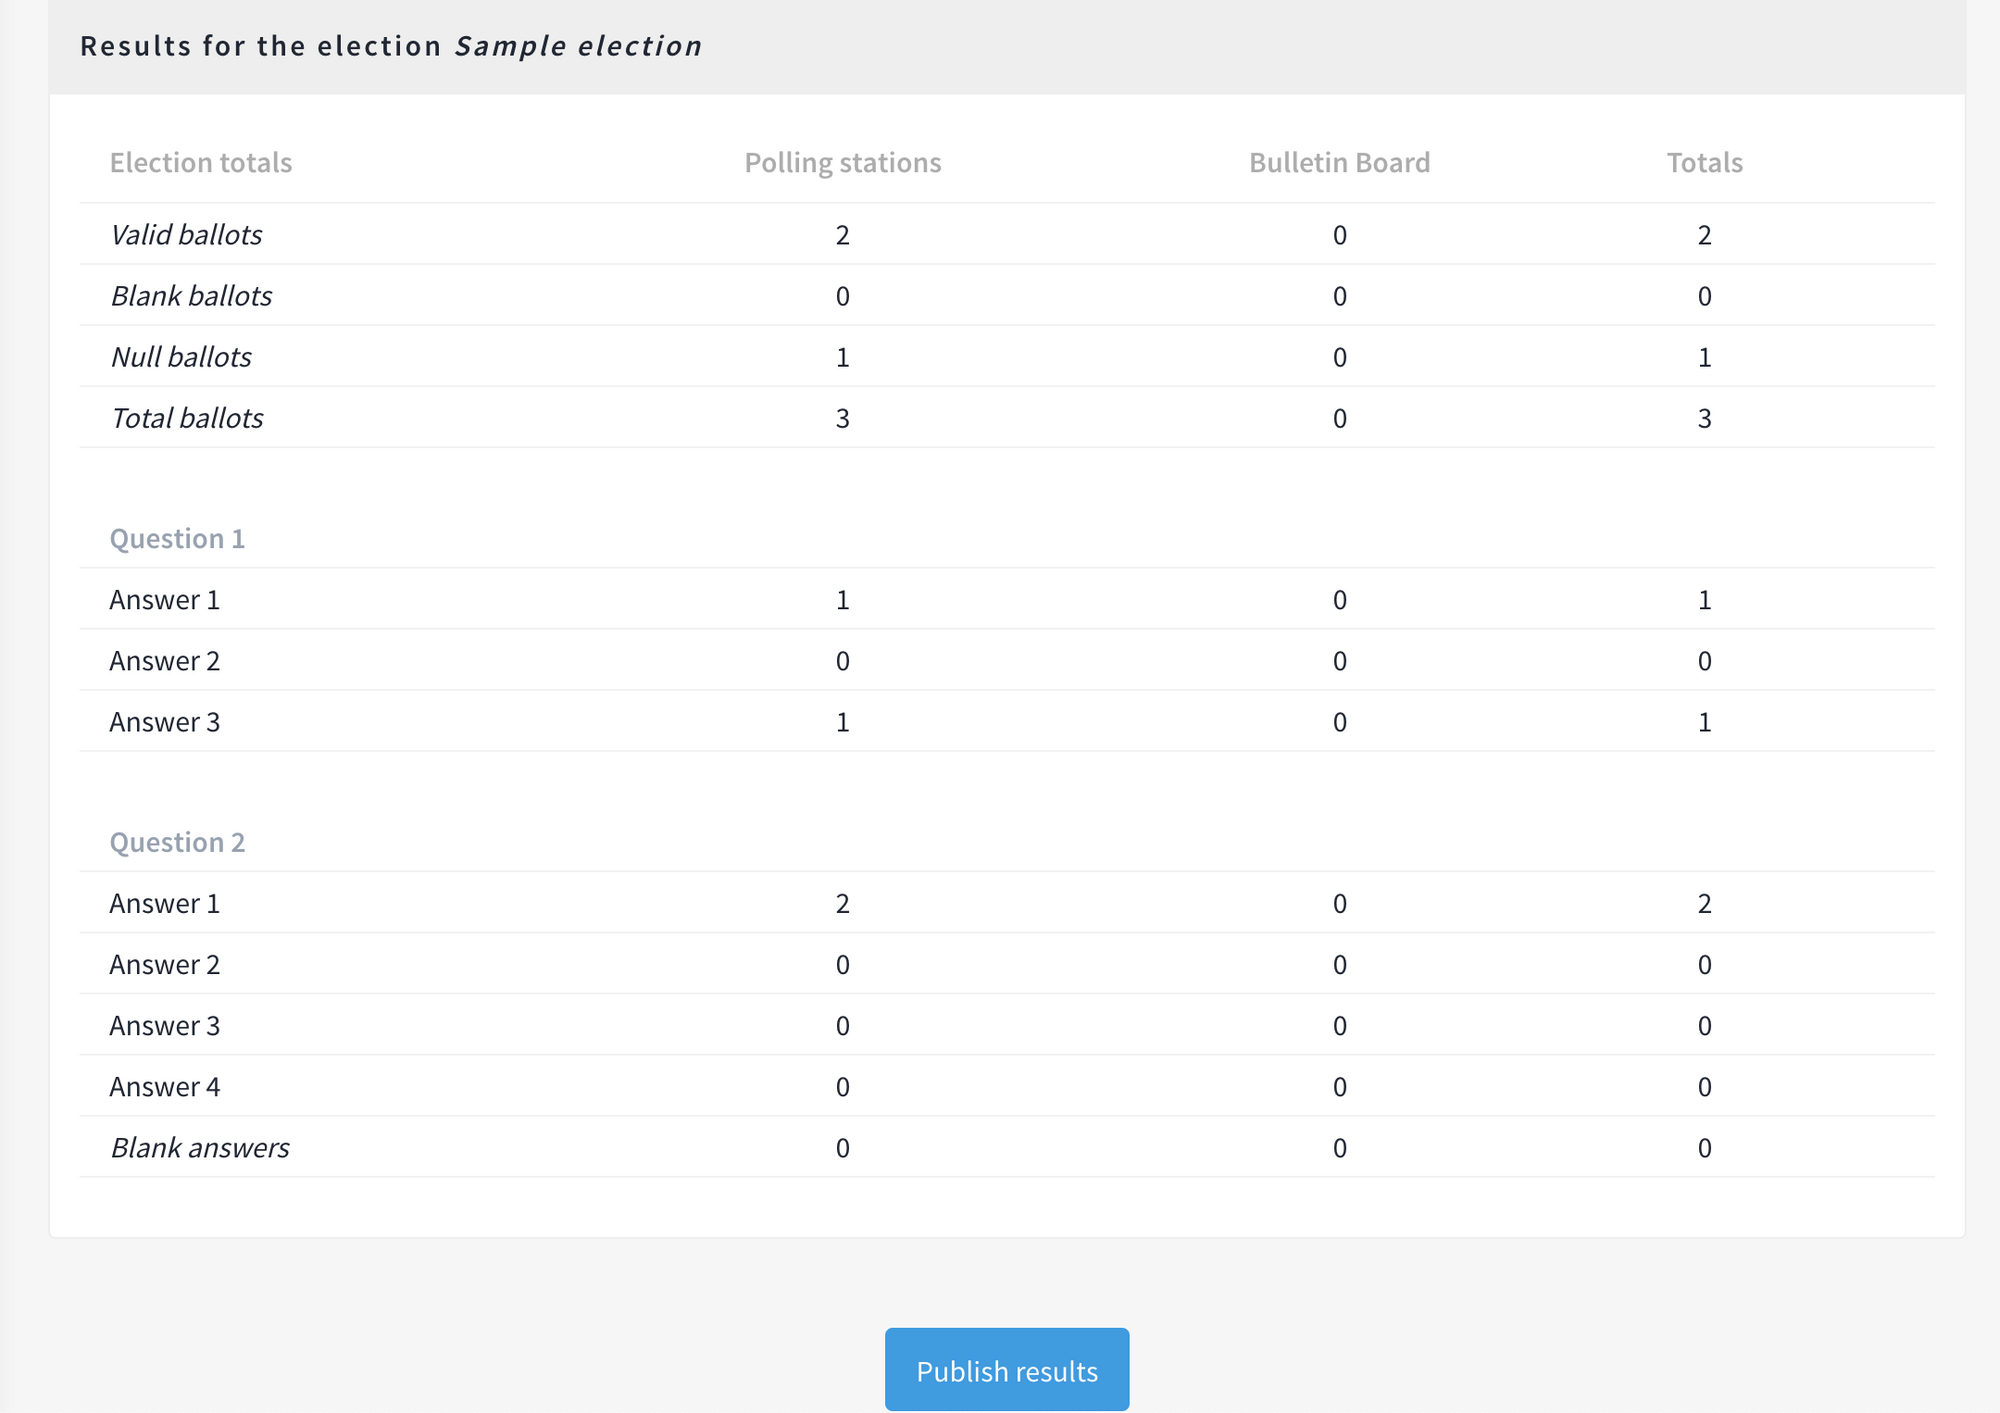 Results for the election Sample election
Election totals Polling stations Bulletin Board Totals
Valid ballots 2 0 2
Blank ballots 0 0 0
Null ballots 1 0 1
Total ballots 3 0 3
Question 1
Answer 1 1 0 1
Answer 2 0 0 0
Answer 3 1 0 1
Question 2
Answer 1 2 0 2
Answer 2 0 0 0
Answer 3 0 0 0
Answer 4 0 0 0
Blank answers 0 0 0
Publish results